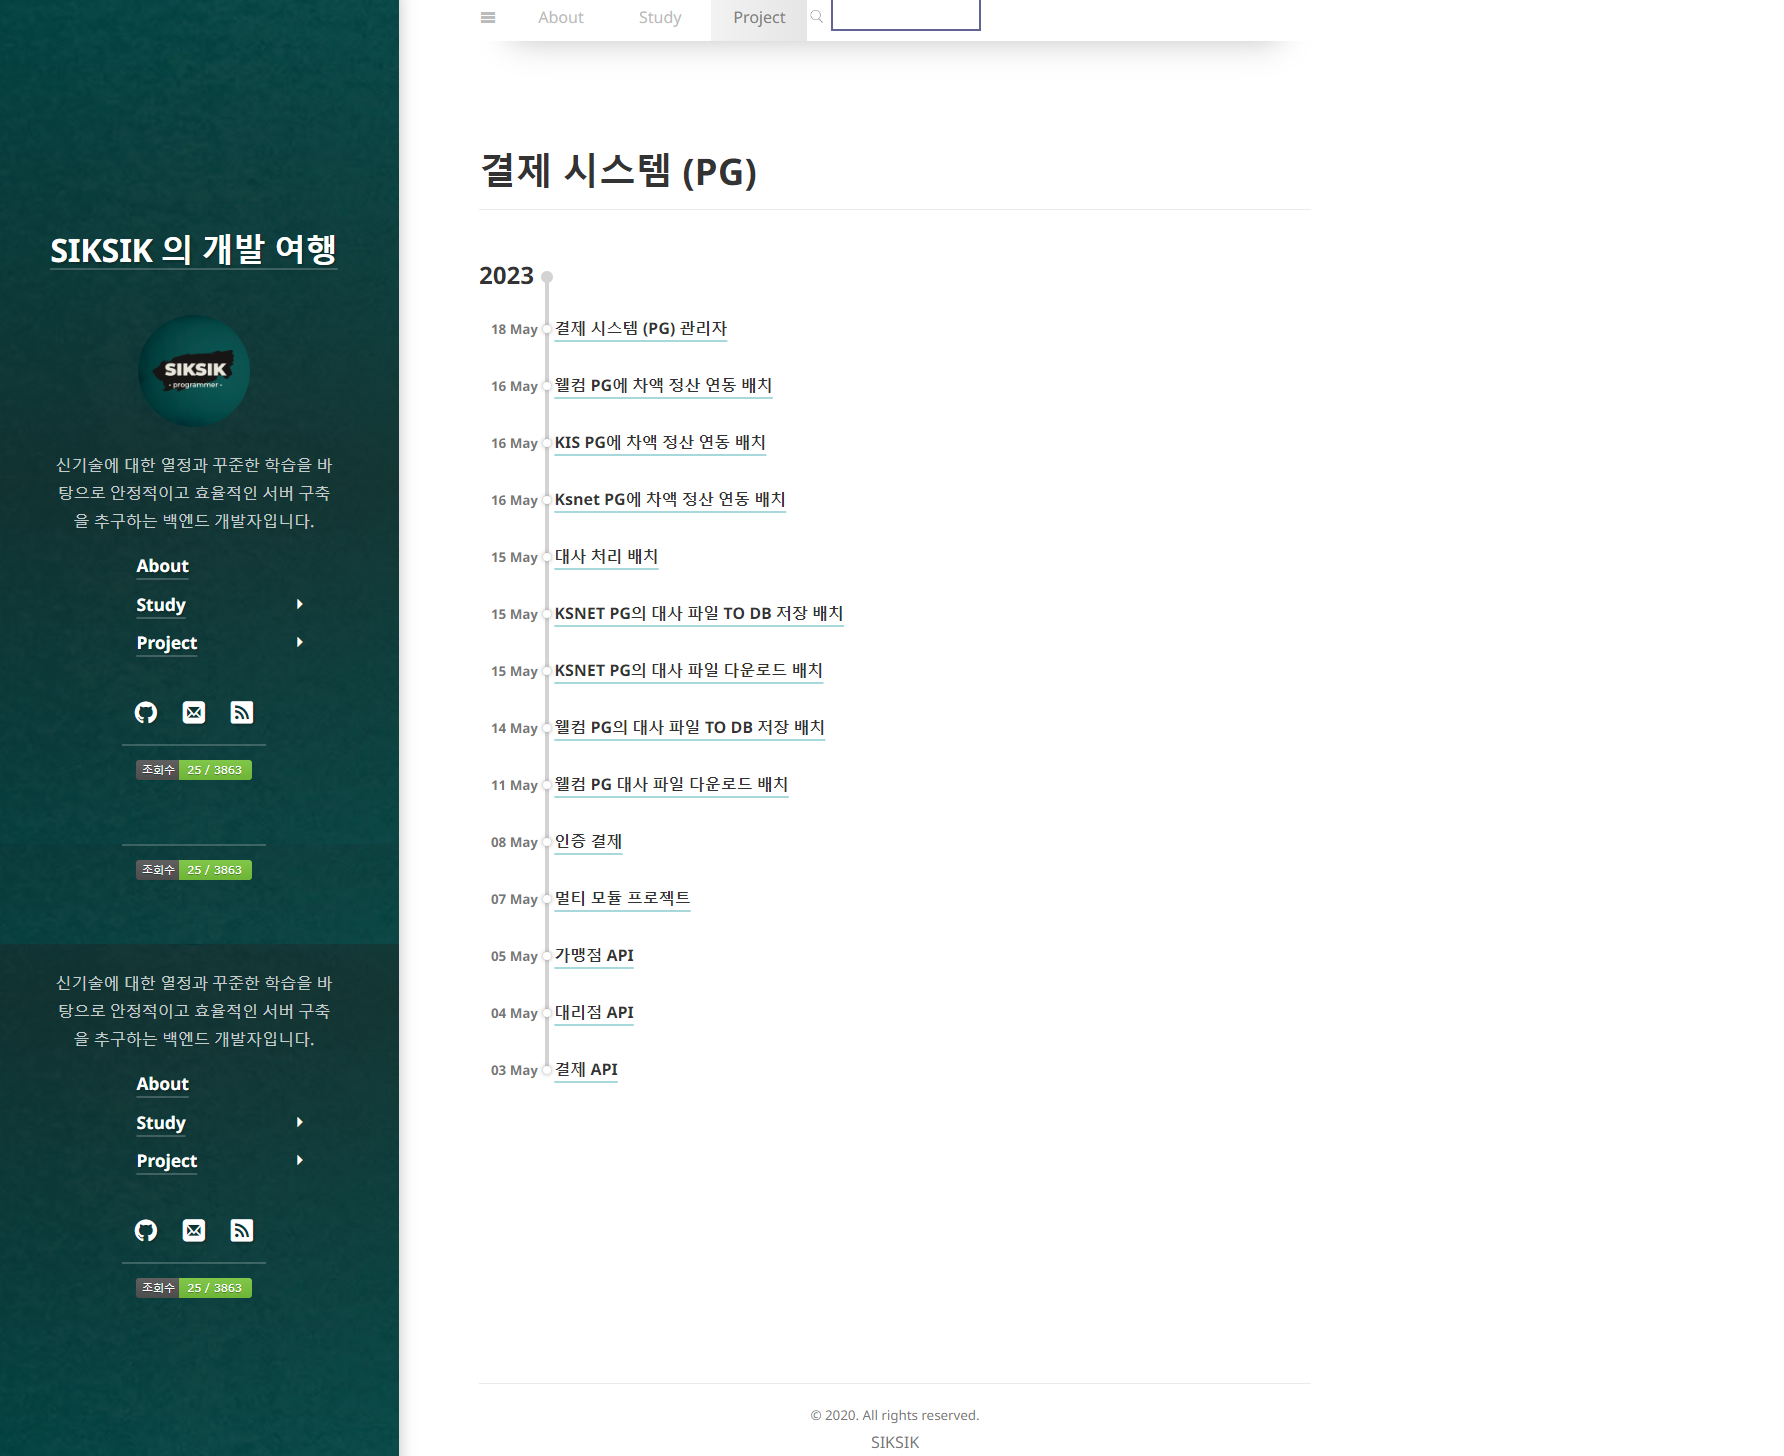 SIKSIK 의 개발 여행
SIKSIK
- programmer -
신기술에 대한 열정과 꾸준한 학습을 바
탕으로 안정적이고 효율적인 서버 구축
을 추구하는 백엔드 개발자입니다.
About
Study
Project
조회수 25 / 3863
조회수 25 / 3863
신기술에 대한 열정과 꾸준한 학습을 바
탕으로 안정적이고 효율적인 서버 구축
을 추구하는 백엔드 개발자입니다.
About
Study
Project
조회수 25 / 3863
About Study Project
결제 시스템 (PG)
2023
18 May 결제 시스템 (PG) 관리자
16 May 웰컴 PG에 차액 정산 연동 배치
16 May KIS PG에 차액 정산 연동 배치
16 May Ksnet PG에 차액 정산 연동 배치
15 May 대사 처리 배치
15 May KSNET PG의 대사 파일 TO DB 저장 배치
15 May KSNET PG의 대사 파일 다운로드 배치
14 May 웰컴 PG의 대사 파일 TO DB 저장 배치
11 May 웰컴 PG 대사 파일 다운로드 배치
08 May 인증 결제
07 May 멀티 모듈 프로젝트
05 May 가맹점 API
04 May 대리점 API
03 May 결제 API
© 2020. All rights reserved.
SIKSIK